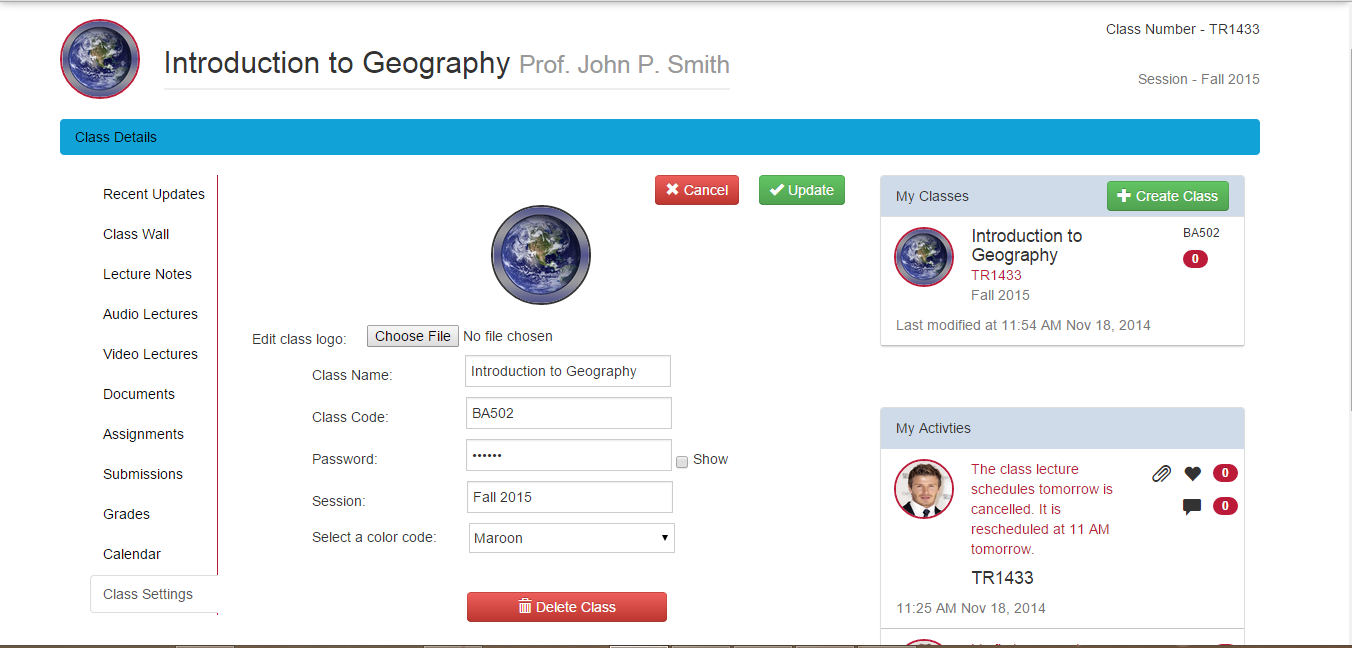 Introduction to Geography Prof. John P. Smith
Class Number - TR1433
Session - Fall 2015
Class Details
Recent Updates
Class Wall
Lecture Notes
Audio Lectures
Video Lectures
Documents
Assignments
Submissions
Grades
Calendar
Class Settings
Cancel
Update
Edit class logo:
Choose File No file chosen
Class Name:
Introduction to Geography
Class Code:
BA502
Password:
••••••
Show
Session:
Fall 2015
Select a color code:
Maroon
Delete Class
My Classes
Create Class
Introduction to
Geography
BA502
0
TR1433
Fall 2015
Last modified at 11:54 AM Nov 18, 2014
My Activties
The class lecture
schedules tomorrow is
cancelled. It is
rescheduled at 11 AM
tomorrow.
0
0
TR1433
11:25 AM Nov 18, 2014